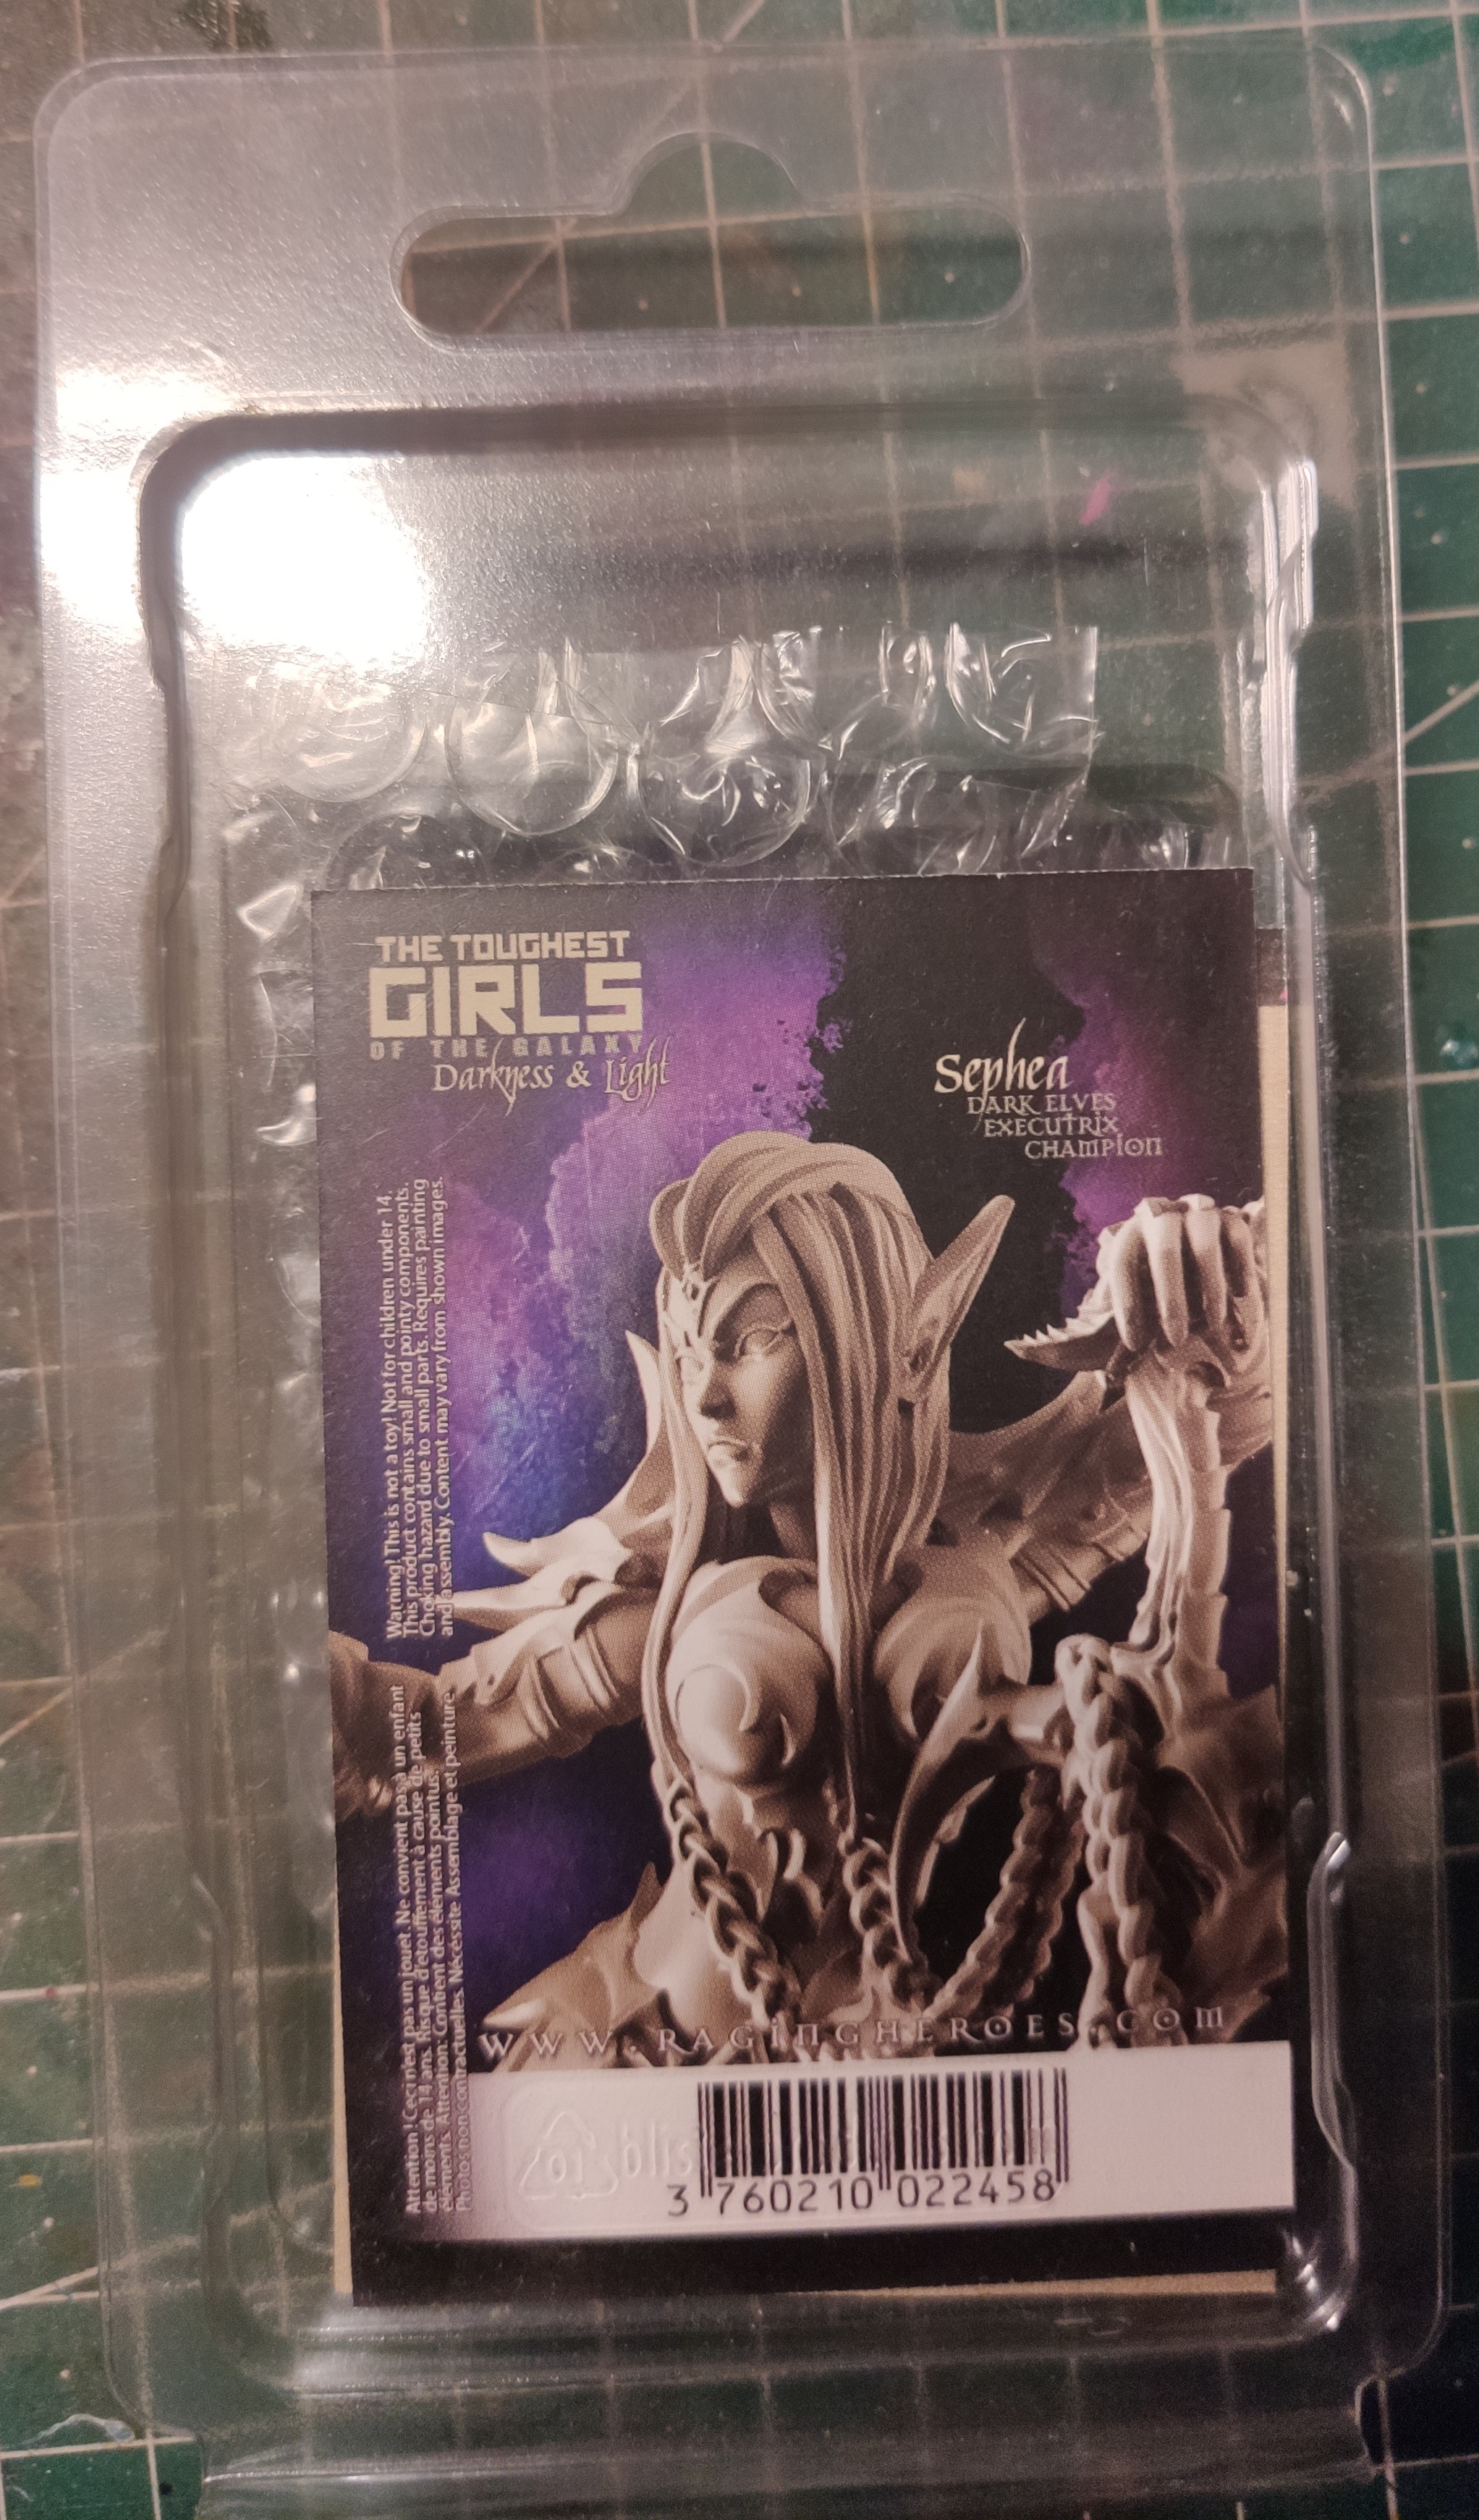 THE TOUGHEST
GIRLS
OF THE GALAXY
Darkness & Light
Sephea
DARK ELVES
EXECUTRIX
CHAMPION
Warning! This is not a toy! Not for children under 14.
This product contains small and pointy components.
Choking hazard due to small parts. Requires painting
and assembly. Content may vary from shown images.
Attention! Ceci n'est pas un jouet. Ne convient pas à un enfant
de moins de 14 ans. Risque d'étouffement à cause de petits
éléments. Attention: Contient des éléments pointus.
Photos non contractuelles. Nécessite Assemblage et peinture.
WWW.RAGINGHEROES.COM
01 blis
3 760210 022458